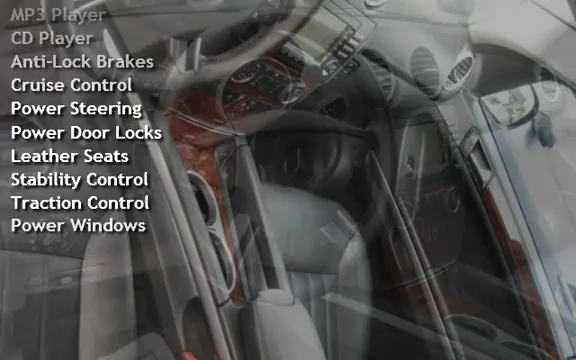 MP3 Player
CD Player
Anti-Lock Brakes
Cruise Control
Power Steering
Power Door Locks
Leather Seats
Stability Control
Traction Control
Power Windows